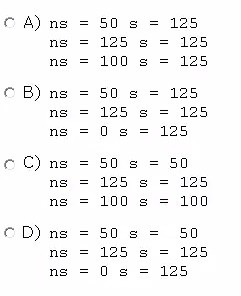 A) ns = 50 s = 125
ns = 125 s = 125
ns = 100 s = 125
B) ns = 50 s = 125
ns = 125 s = 125
ns = 0 s = 125
C) ns = 50 s = 50
ns = 125 s = 125
ns = 100 s = 100
D) ns = 50 s = 50
ns = 125 s = 125
ns = 0 s = 125